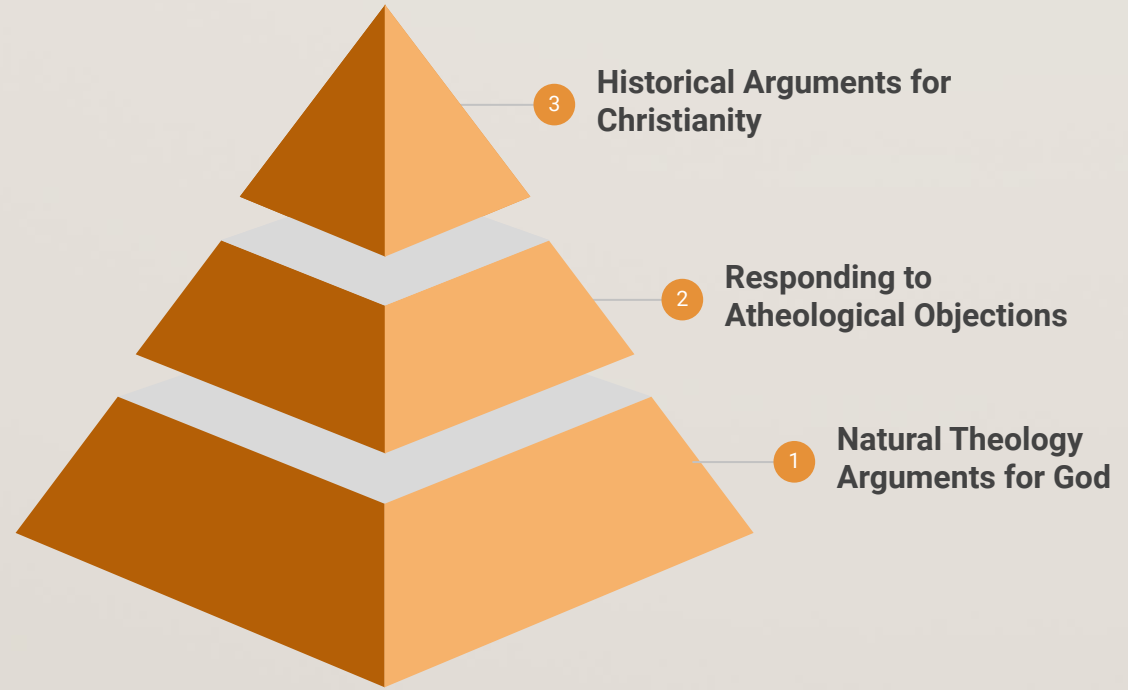 3
Historical Arguments for
Christianity
2
Responding to
Atheological Objections
1
Natural Theology
Arguments for God